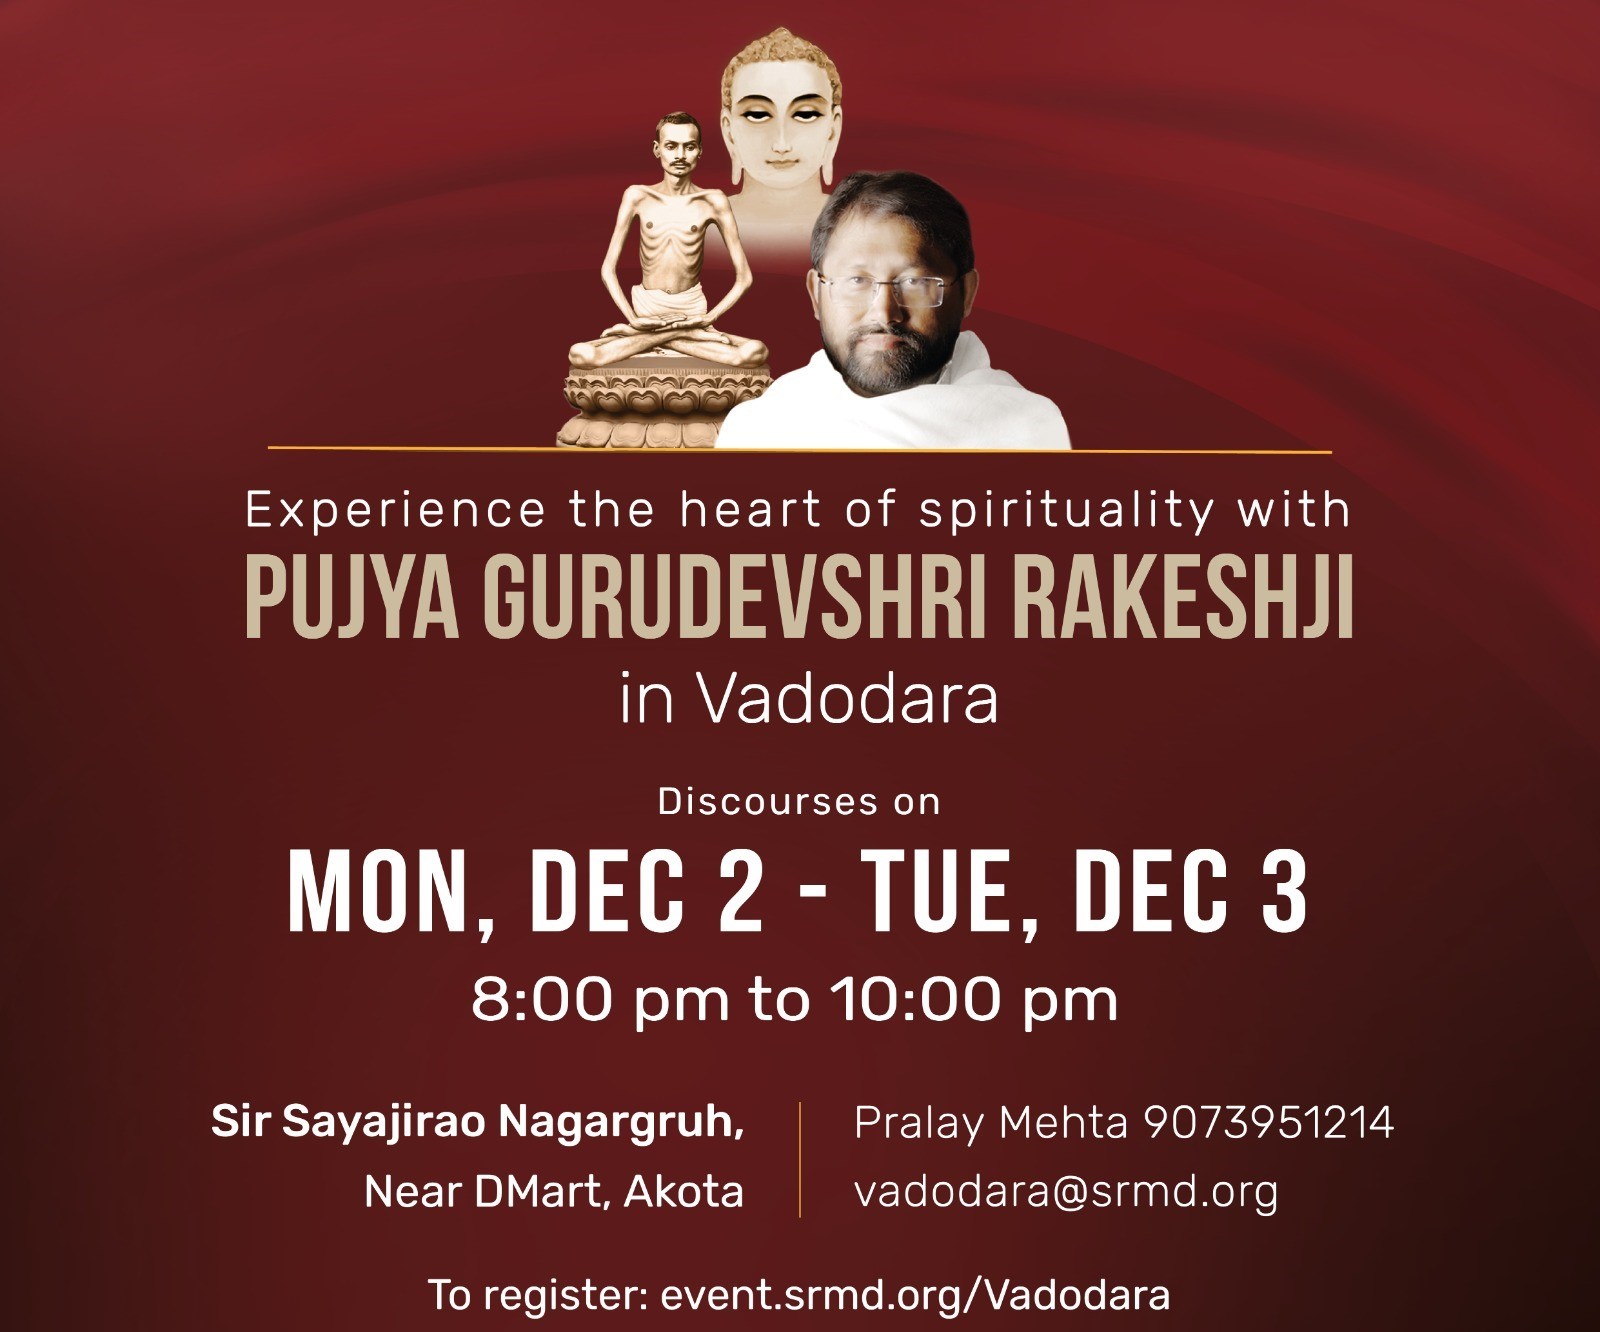 Experience the heart of spirituality with
PUJYA GURUDEVSHRI RAKESHJI
in Vadodara
Discourses on
MON, DEC 2 - TUE, DEC 3
8:00 pm to 10:00 pm
Sir Sayajirao Nagargruh,
Near DMart, Akota
Pralay Mehta 9073951214
vadodara@srmd.org
To register: event.srmd.org/Vadodara